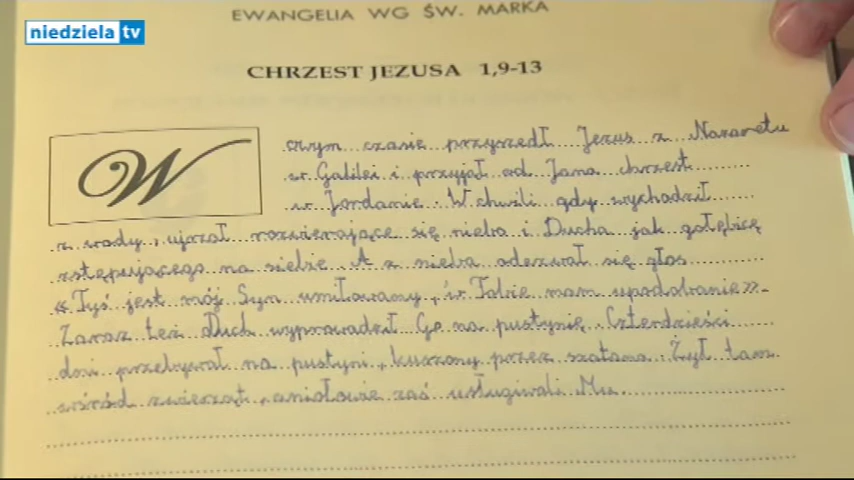 niedziela tv
EWANGELIA WG ŚW. MARKA
CHRZEST JEZUSA 1,9-13
W
owym czasie przyszedł Jezus z Nazaretu
w Galilei i przyjął od Jana chrzest
w Jordanie. W chwili gdy wychodził
z wody, ujrzał rozwierające się nieba i Ducha jak gołębicę
zstępującego na siebie. A z nieba odezwał się głos
«Tyś jest mój Syn umiłowany, w Tobie mam upodobanie».
Zaraz też Duch wyprowadził Go na pustynię. Czterdzieści
dni przebywał na pustyni, kuszony przez szatana. Żył tam
wśród zwierząt, aniołowie zaś usługiwali Mu.